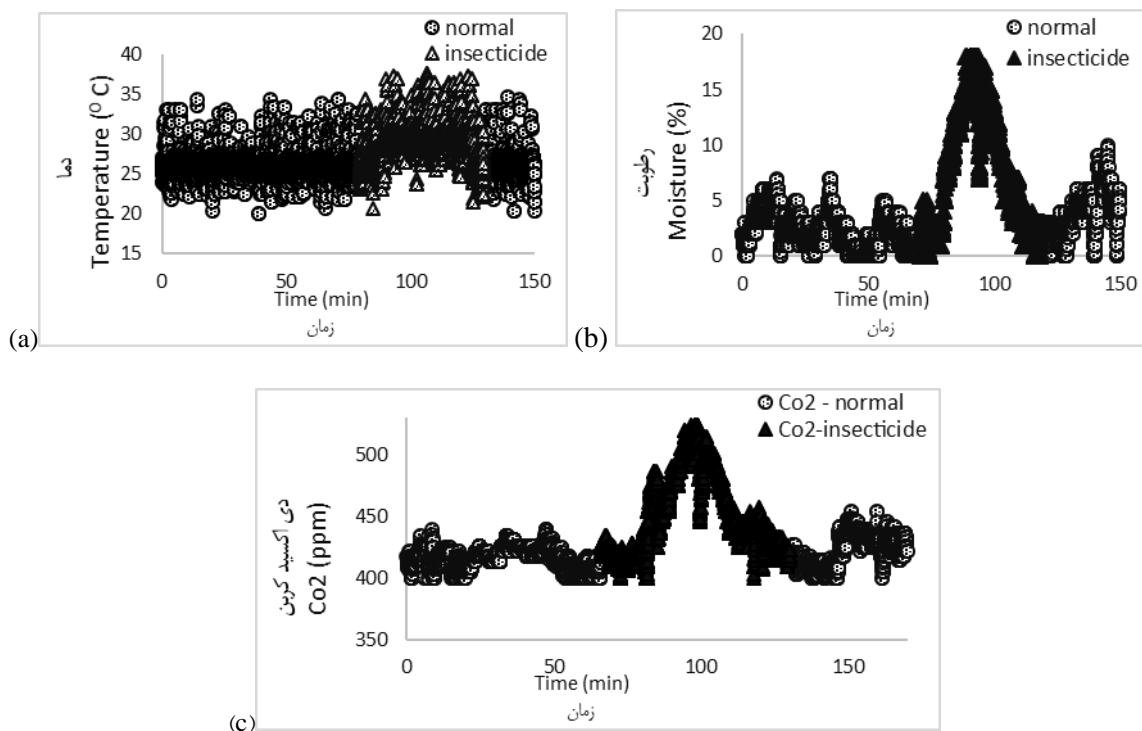 normal
insecticide
40
35
30
25
20
15
دما
Temperature (⁰ C)
0
50
100
150
Time (min)
زمان
(a)
normal
insecticide
20
15
10
5
0
رطوبت
Moisture (%)
0
50
100
150
Time (min)
زمان
(b)
Co2 - normal
Co2-insecticide
500
450
400
350
دی اکسید کربن
Co2 (ppm)
0
50
100
150
Time (min)
زمان
(c)